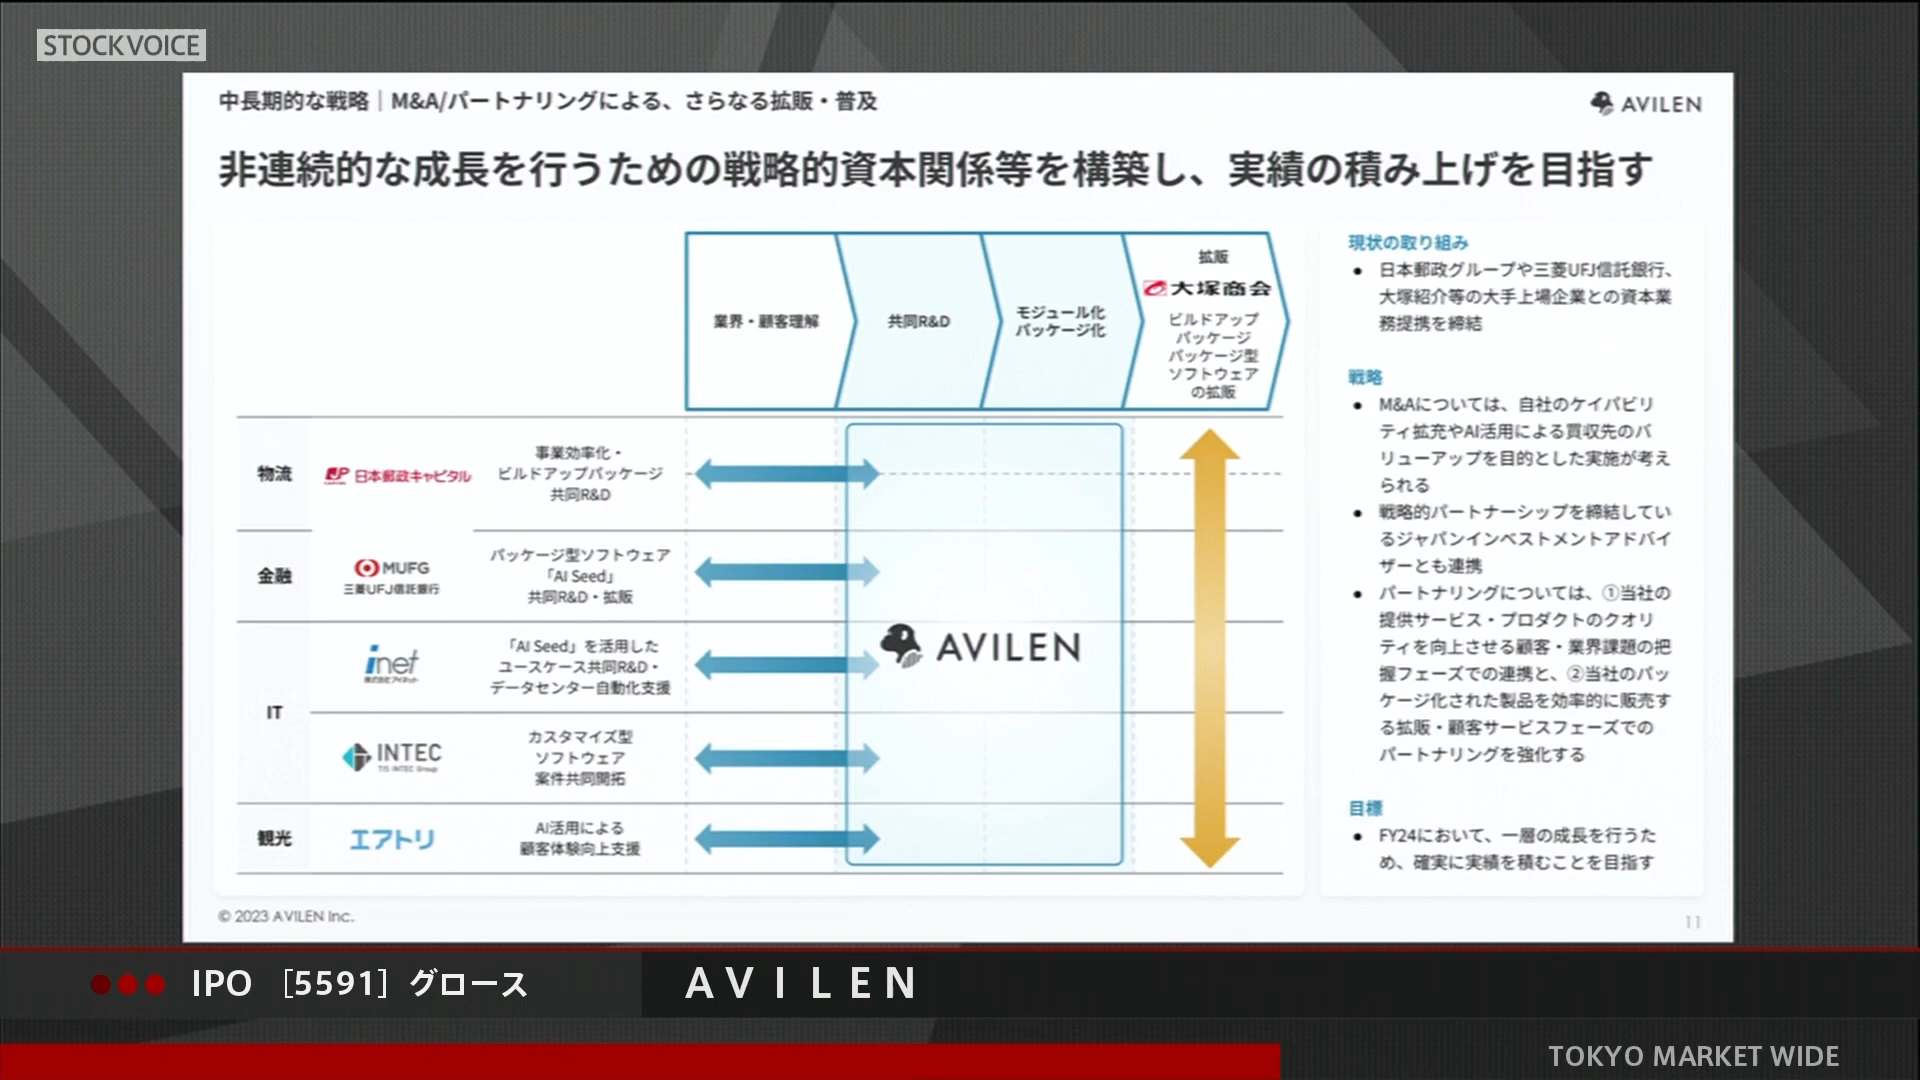 STOCKVOICE
中長期的な戦略｜M&A/パートナリングによる、さらなる拡販・普及
AVILEN
非連続的な成長を行うための戦略的資本関係等を構築し、実績の積み上げを目指す
業界・顧客理解
共同R&D
モジュール化
パッケージ化
拡販
大塚商会
ビルドアップ
パッケージ
パッケージ型
ソフトウェア
の拡販
物流
JP 日本郵政キャピタル
事業効率化・
ビルドアップパッケージ
共同R&D
金融
MUFG
三菱UFJ信託銀行
パッケージ型ソフトウェア
「AI Seed」
共同R&D・拡販
IT
inet
株式会社アイネット
「AI Seed」を活用した
ユースケース共同R&D・
データセンター自動化支援
INTEC
TIS INTEC Group
カスタマイズ型
ソフトウェア
案件共同開拓
観光
エアトリ
AI活用による
顧客体験向上支援
AVILEN
現状の取り組み
● 日本郵政グループや三菱UFJ信託銀行、
大塚紹介等の大手上場企業との資本業
務提携を締結
戦略
● M&Aについては、自社のケイパビリ
ティ拡充やAI活用による買収先のバ
リューアップを目的とした実施が考え
られる
● 戦略的パートナーシップを締結してい
るジャパンインベストメントアドバイ
ザーとも連携
● パートナリングについては、①当社の
提供サービス・プロダクトのクオリ
ティを向上させる顧客・業界課題の把
握フェーズでの連携と、②当社のパッ
ケージ化された製品を効率的に販売す
る拡販・顧客サービスフェーズでの
パートナリングを強化する
目標
● FY24において、一層の成長を行うた
め、確実に実績を積むことを目指す
© 2023 AVILEN Inc.
11
IPO ［5591］グロース
AVILEN
TOKYO MARKET WIDE